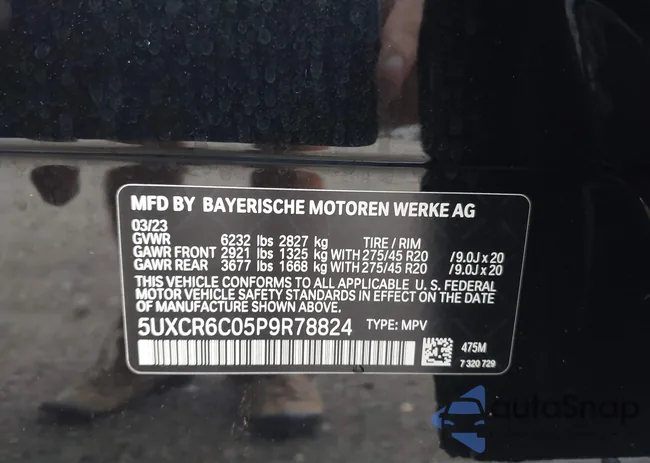 MFD BY BAYERISCHE MOTOREN WERKE AG
03/23
GVWR 6232 lbs 2827 kg TIRE / RIM
GAWR FRONT 2921 lbs 1325 kg WITH 275/45 R20 /9.0J x 20
GAWR REAR 3677 lbs 1668 kg WITH 275/45 R20 /9.0J x 20
THIS VEHICLE CONFORMS TO ALL APPLICABLE U. S. FEDERAL
MOTOR VEHICLE SAFETY STANDARDS IN EFFECT ON THE DATE
OF MANUFACTURE SHOWN ABOVE.
5UXCR6C05P9R78824 TYPE: MPV
475M
7 320 729
autoSnap